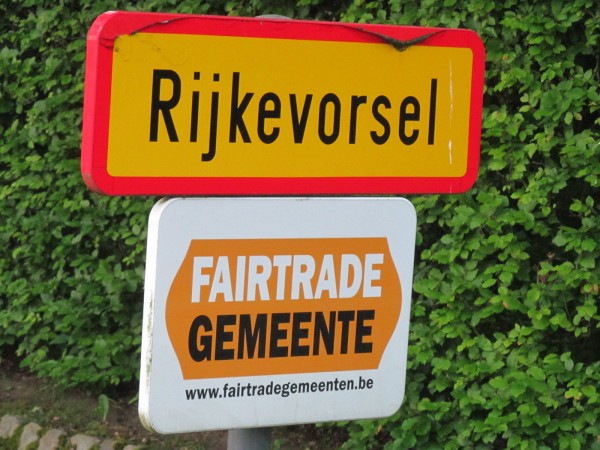 Rijkevorsel
FAIRTRADE
GEMEENTE
www.fairtradegemeenten.be